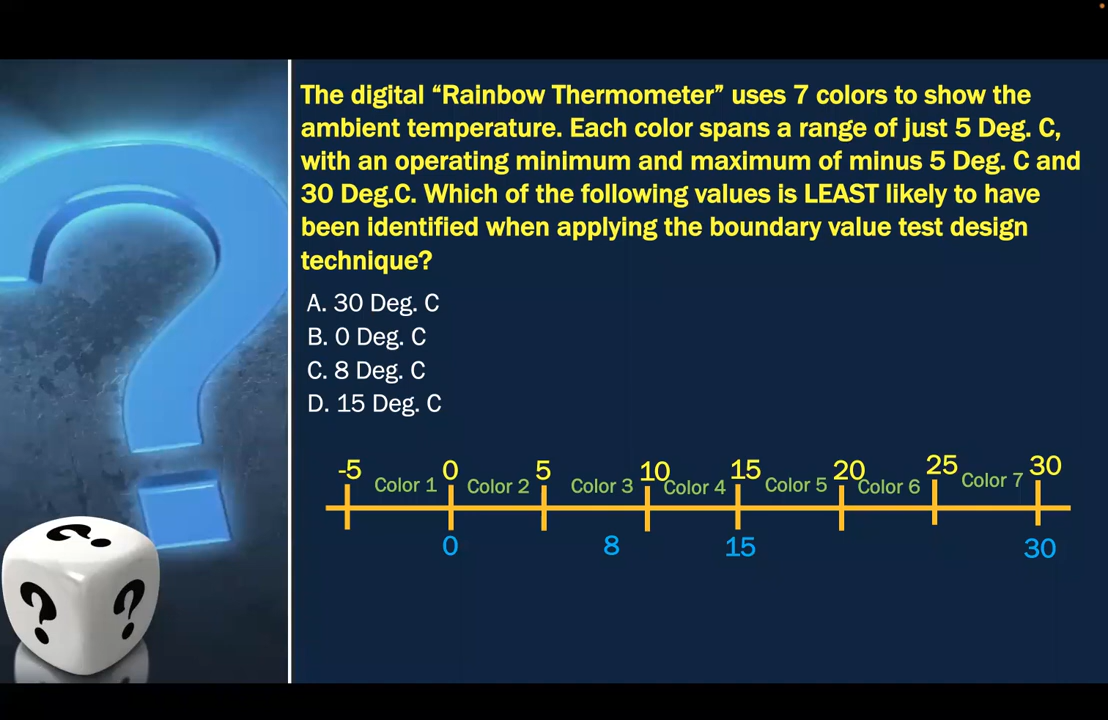 The digital “Rainbow Thermometer” uses 7 colors to show the
ambient temperature. Each color spans a range of just 5 Deg. C,
with an operating minimum and maximum of minus 5 Deg. C and
30 Deg.C. Which of the following values is LEAST likely to have
been identified when applying the boundary value test design
technique?
A. 30 Deg. C
B. 0 Deg. C
C. 8 Deg. C
D. 15 Deg. C
-5 0 5 10 15 20 25 30
Color 1 Color 2 Color 3 Color 4 Color 5 Color 6 Color 7
0 8 15 30
? ? ?